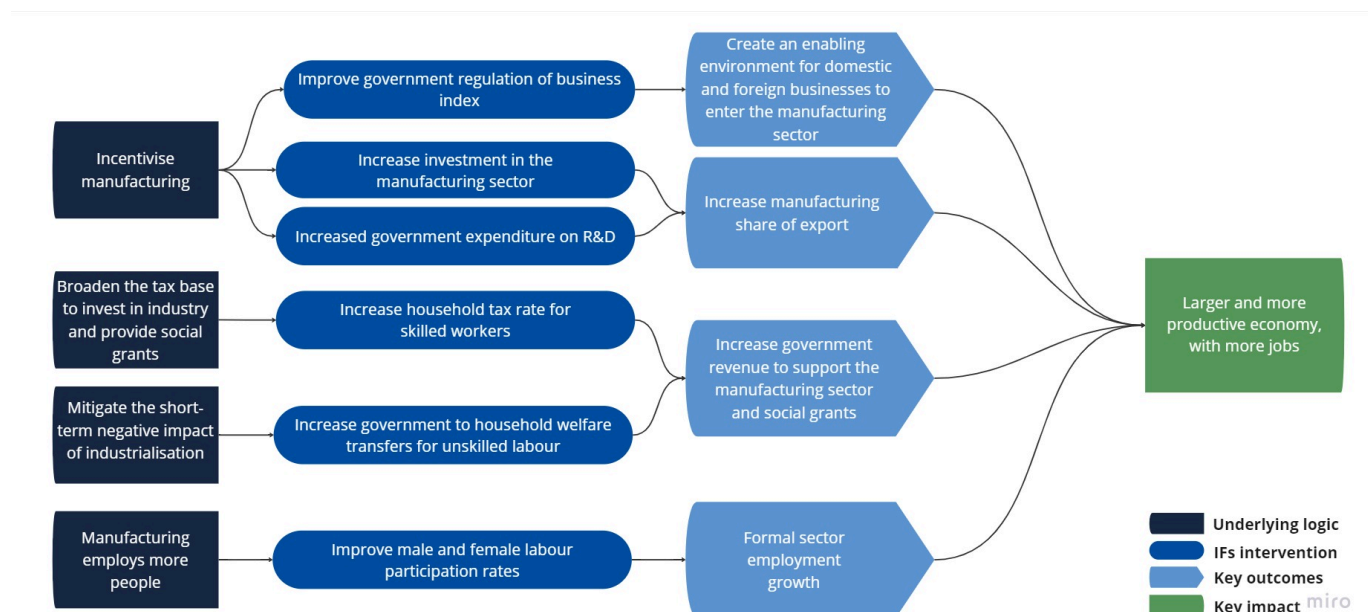 Incentivise
manufacturing
Broaden the tax base
to invest in industry
and provide social
grants
Mitigate the short-
term negative impact
of industrialisation
Manufacturing
employs more
people
Improve government regulation of business
index
Increase investment in the
manufacturing sector
Increased government expenditure on R&D
Increase household tax rate for
skilled workers
Increase government to household welfare
transfers for unskilled labour
Improve male and female labour
participation rates
Create an enabling
environment for domestic
and foreign businesses to
enter the manufacturing
sector
Increase manufacturing
share of export
Increase government
revenue to support the
manufacturing sector
and social grants
Formal sector
employment
growth
Larger and more
productive economy,
with more jobs
Underlying logic
IFs intervention
Key outcomes
Key impact
miro